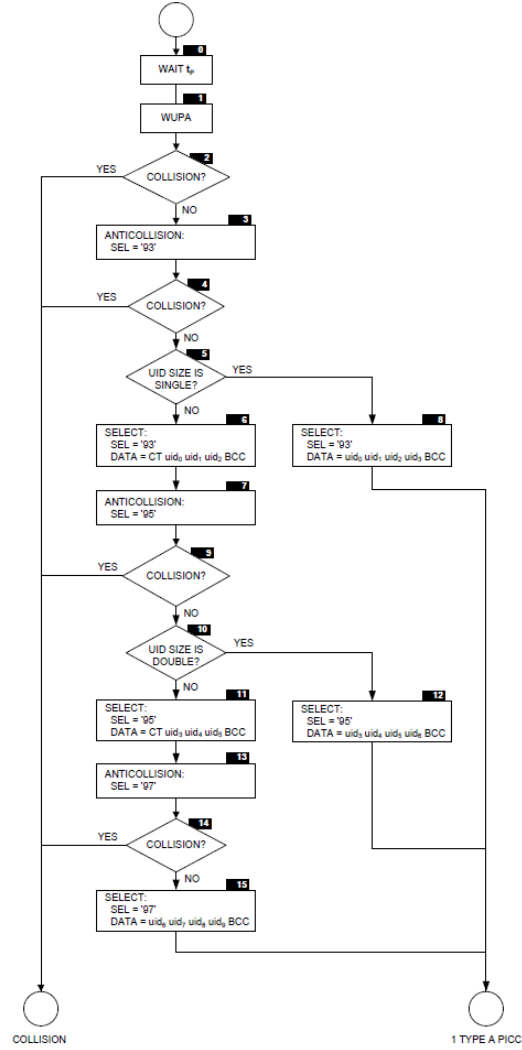 0
WAIT tₚ
1
WUPA
2
YES
COLLISION?
NO
3
ANTICOLLISION:
SEL = '93'
4
YES
COLLISION?
NO
5
YES
UID SIZE IS
SINGLE?
NO
6
SELECT:
SEL = '93'
DATA = CT uid₀ uid₁ uid₂ BCC
8
SELECT:
SEL = '93'
DATA = uid₀ uid₁ uid₂ uid₃ BCC
7
ANTICOLLISION:
SEL = '95'
9
YES
COLLISION?
NO
10
YES
UID SIZE IS
DOUBLE?
NO
11
SELECT:
SEL = '95'
DATA = CT uid₃ uid₄ uid₅ BCC
12
SELECT:
SEL = '95'
DATA = uid₃ uid₄ uid₅ uid₆ BCC
13
ANTICOLLISION:
SEL = '97'
14
YES
COLLISION?
NO
15
SELECT:
SEL = '97'
DATA = uid₆ uid₇ uid₈ uid₉ BCC
COLLISION
1 TYPE A PICC